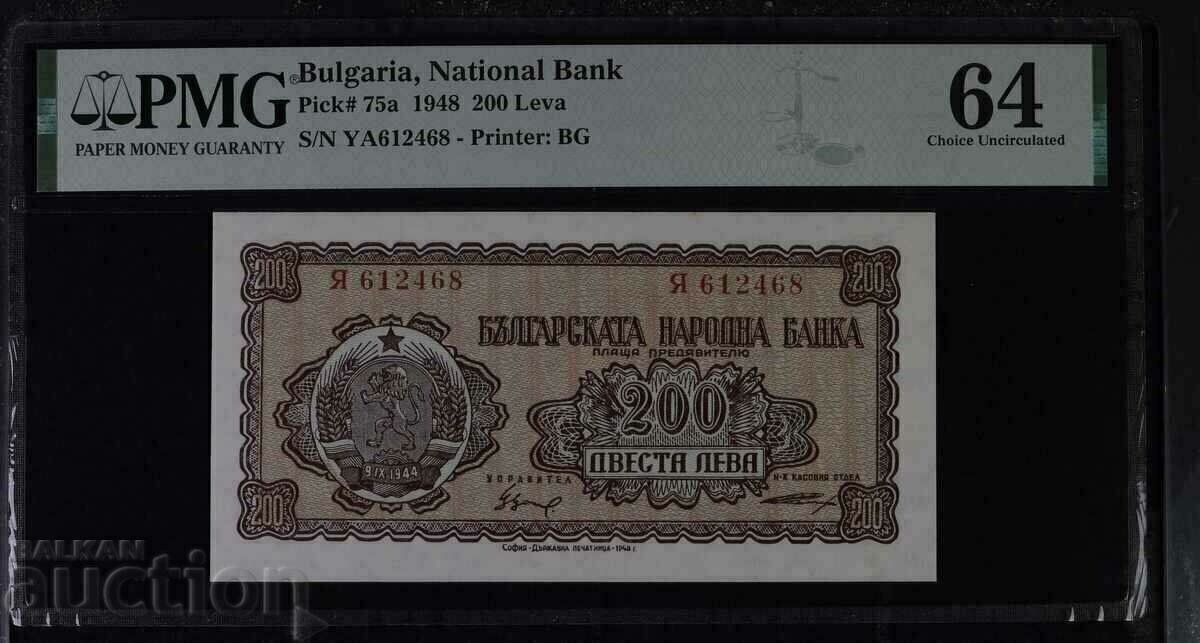 PMG® Bulgaria, National Bank
Pick# 75a 1948 200 Leva
S/N YA612468 - Printer: BG
PAPER MONEY GUARANTY
64
Choice Uncirculated
200 200
Я 612468 Я 612468
БЪЛГАРСКАТА НАРОДНА БАНКА
ПЛАЩА ПРЕДЯВИТЕЛЮ
200
ДВЕСТА ЛЕВА
9 IX 1944
УПРАВИТЕЛ Н-К КАСОВИЯ ОТДЕЛ
200 200
СОФИЯ - ДЪРЖАВНА ПЕЧАТНИЦА - 1948 Г.
BALKAN
auction